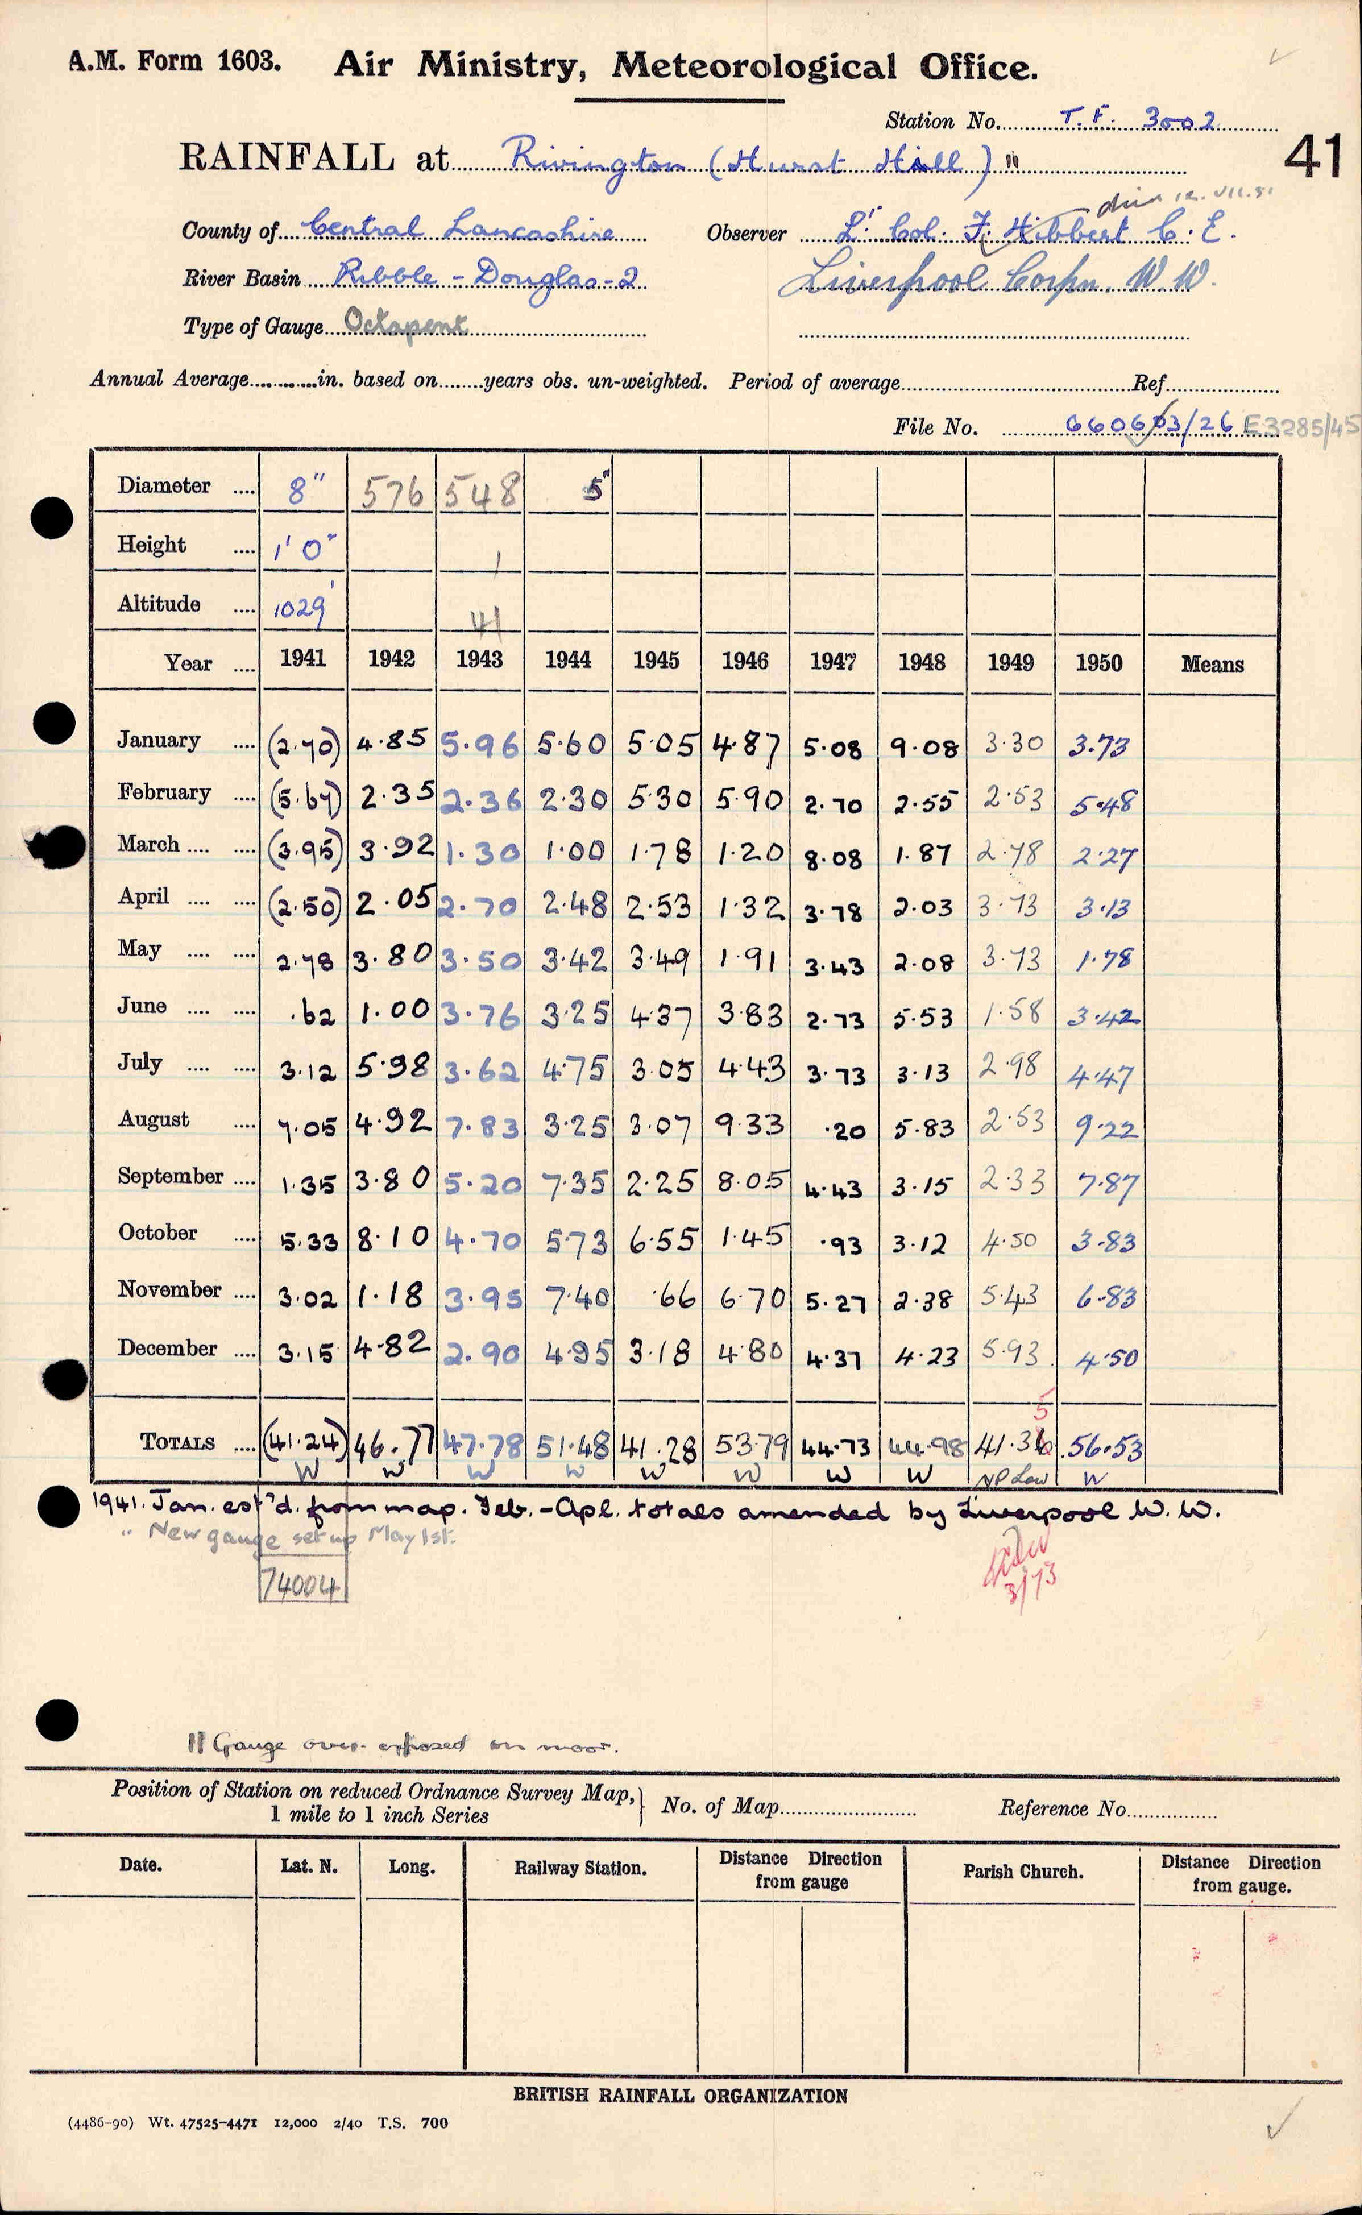 A.M. Form 1603. Air Ministry, Meteorological Office.
Station No. T.F. 3002
RAINFALL at Rivington (Hurst Hill) 11
41
County of Central Lancashire Observer Lt. Col. F. Hibbert C.E.
River Basin Ribble - Douglas - 2 Liverpool Corpn. W W.
Type of Gauge Octapent
Annual Average in. based on years obs. un-weighted. Period of average Ref
File No. 660603/26 E3285/45
Diameter .... 8" 576 548 5"
Height .... 1' 0" 1
Altitude .... 1029' 41
Year .... 1941 1942 1943 1944 1945 1946 1947 1948 1949 1950 Means
January .... (2.70) 4.85 5.96 5.60 5.05 4.87 5.08 9.08 3.30 3.73
February .... (5.67) 2.35 2.36 2.30 5.30 5.90 2.70 2.55 2.53 5.48
March .... .... (3.95) 3.92 1.30 1.00 1.78 1.20 8.08 1.87 2.78 2.27
April .... .... (2.50) 2.05 2.70 2.48 2.53 1.32 3.78 2.03 3.73 3.13
May .... .... 2.78 3.80 3.50 3.42 3.49 1.91 3.43 2.08 3.73 1.78
June .... .... .62 1.00 3.76 3.25 4.37 3.83 2.73 5.53 1.58 3.42
July .... .... 3.12 5.98 3.62 4.75 3.05 4.43 3.73 3.13 2.98 4.47
August .... 7.05 4.92 7.83 3.25 3.07 9.33 .20 5.83 2.53 9.22
September .... 1.35 3.80 5.20 7.35 2.25 8.05 4.43 3.15 2.33 7.87
October .... 5.33 8.10 4.70 5.73 6.55 1.45 .93 3.12 4.50 3.83
November .... 3.02 1.18 3.95 7.40 .66 6.70 5.27 2.38 5.43 6.83
December .... 3.15 4.82 2.90 4.95 3.18 4.80 4.37 4.23 5.93 4.50
5
TOTALS .... (41.24) 46.77 47.78 51.48 41.28 53.79 44.73 44.98 41.36 56.53
W W W W W W W W NP Low W
1941. Jan. est'd. from map. Feb. - Apl. totals amended by Liverpool W. W.
" New gauge set up May 1st.
74004
3/73
11 Gauge over-exposed on moor.
Position of Station on reduced Ordnance Survey Map,
1 mile to 1 inch Series } No. of Map Reference No.
Date. Lat. N. Long. Railway Station. Distance Direction from gauge Parish Church. Distance Direction from gauge.
BRITISH RAINFALL ORGANIZATION
(4486-90) Wt. 47525-4471 12,000 2/40 T.S. 700